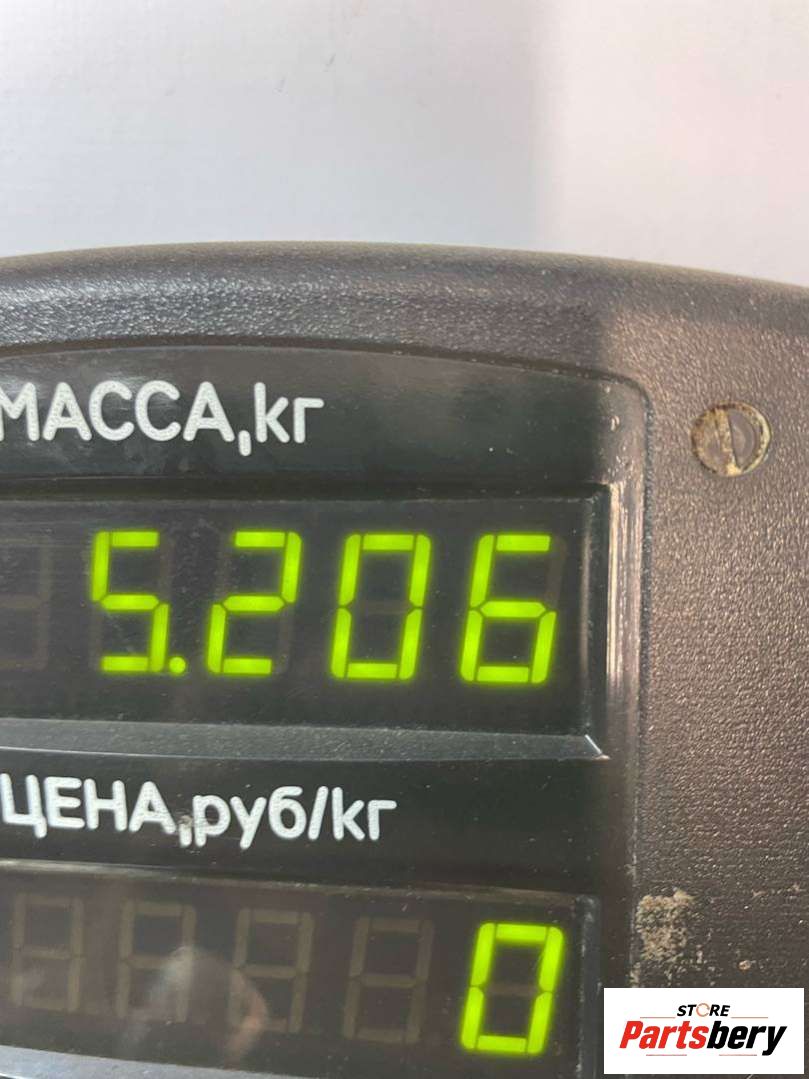 МАССА,кг
5.206
ЦЕНА,руб/кг
0
STORE
Partsbery